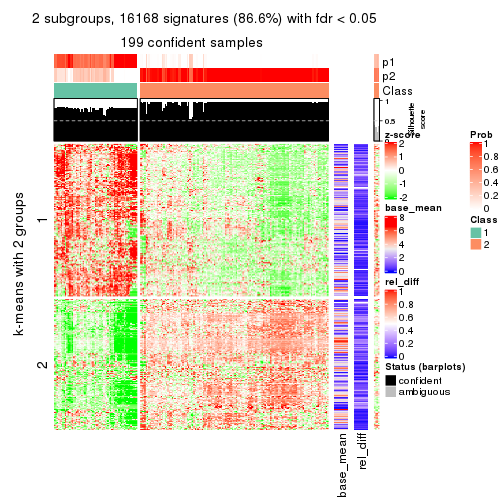 2 subgroups, 16168 signatures (86.6%) with fdr < 0.05
199 confident samples
p1
p2
Class
1
0.5
0
Silhouette
score
k-means with 2 groups
1
2
base_mean
rel_diff
z-score
2
1
0
-1
-2
base_mean
8
6
4
2
0
rel_diff
1
0.8
0.6
0.4
0.2
0
Status (barplots)
confident
ambiguous
Prob
1
0.8
0.6
0.4
0.2
0
Class
1
2